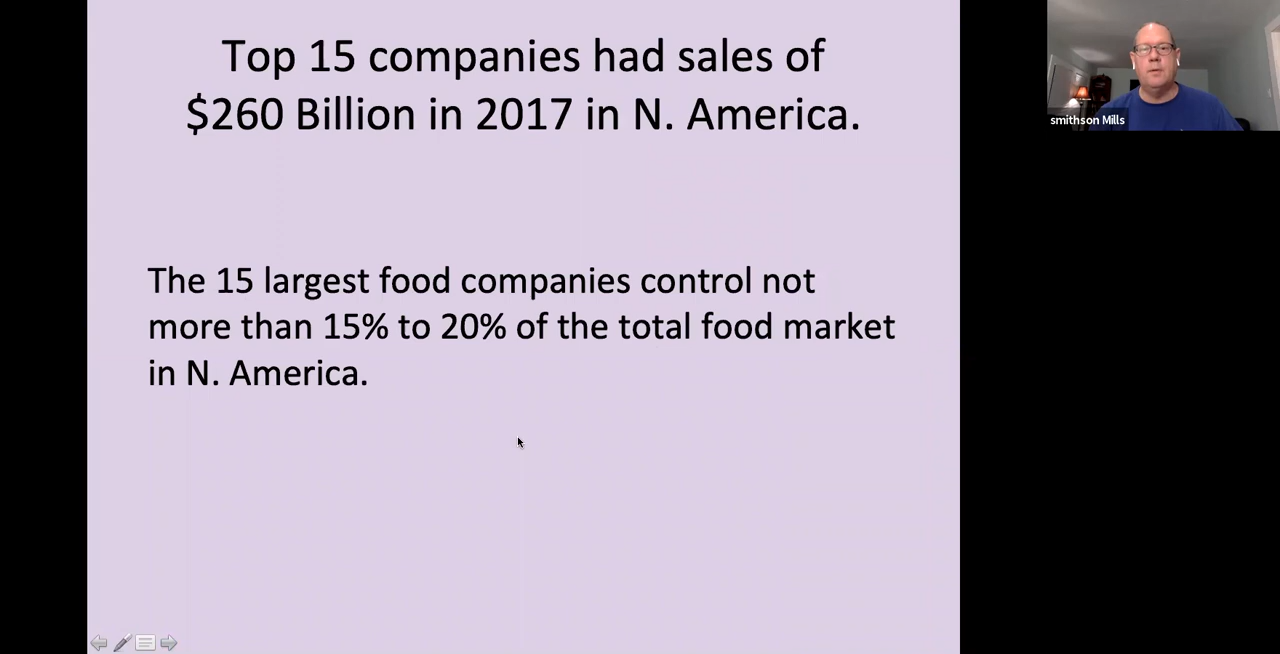 Top 15 companies had sales of
$260 Billion in 2017 in N. America.
smithson Mills
The 15 largest food companies control not
more than 15% to 20% of the total food market
in N. America.